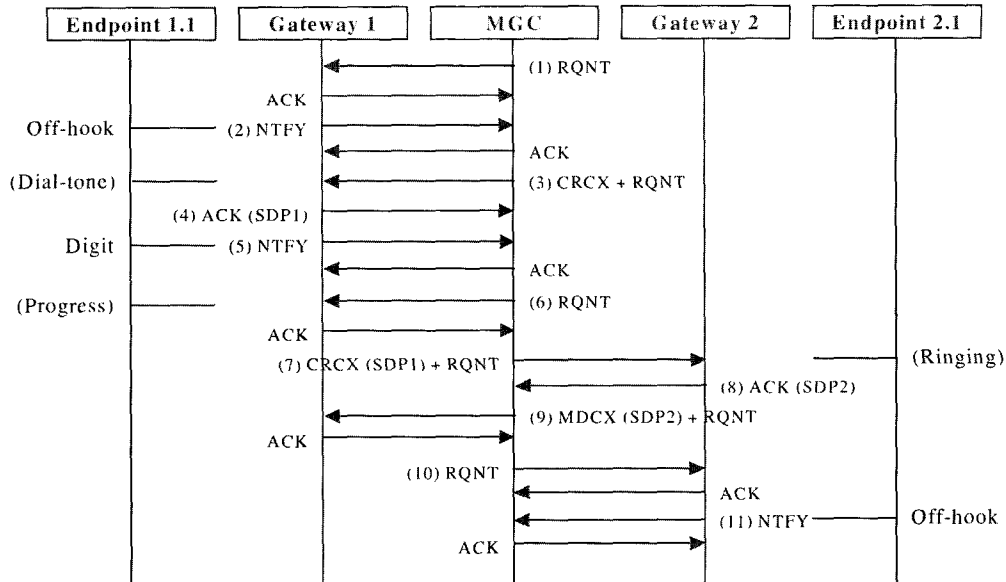 Endpoint 1.1 Gateway 1 MGC Gateway 2 Endpoint 2.1
(1) RQNT
ACK
Off-hook (2) NTFY
ACK
(Dial-tone) (3) CRCX + RQNT
(4) ACK (SDP1)
Digit (5) NTFY
ACK
(Progress) (6) RQNT
ACK
(7) CRCX (SDP1) + RQNT (Ringing)
(8) ACK (SDP2)
(9) MDCX (SDP2) + RQNT
ACK
(10) RQNT
ACK
(11) NTFY Off-hook
ACK